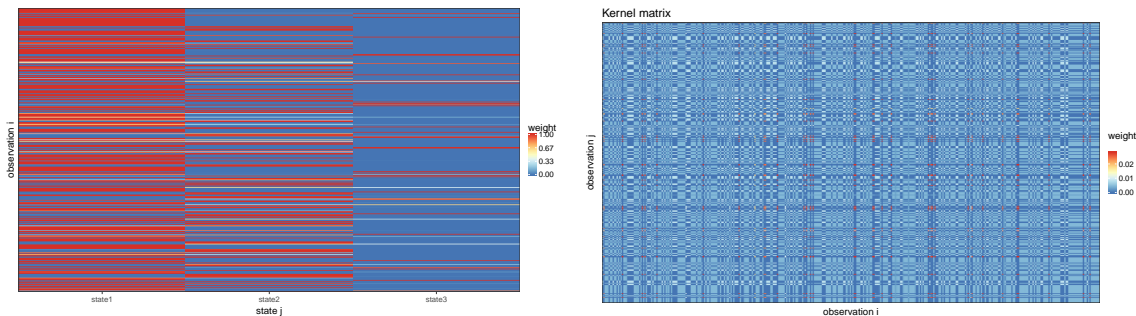 observation i
state1
state2
state3
state j
weight
1.00
0.67
0.33
0.00
Kernel matrix
observation j
observation i
weight
0.02
0.01
0.00